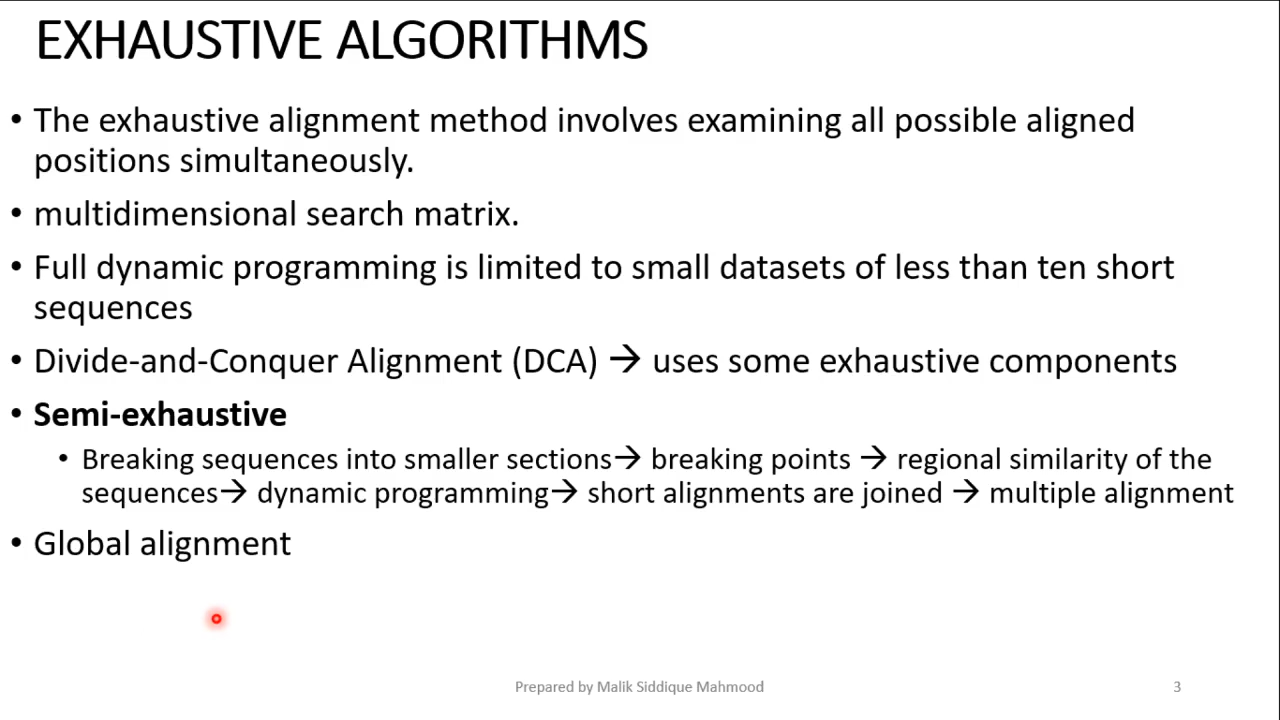 EXHAUSTIVE ALGORITHMS
• The exhaustive alignment method involves examining all possible aligned
positions simultaneously.
• multidimensional search matrix.
• Full dynamic programming is limited to small datasets of less than ten short
sequences
• Divide-and-Conquer Alignment (DCA) → uses some exhaustive components
• Semi-exhaustive
• Breaking sequences into smaller sections→ breaking points → regional similarity of the
sequences→ dynamic programming→ short alignments are joined → multiple alignment
• Global alignment
Prepared by Malik Siddique Mahmood
3